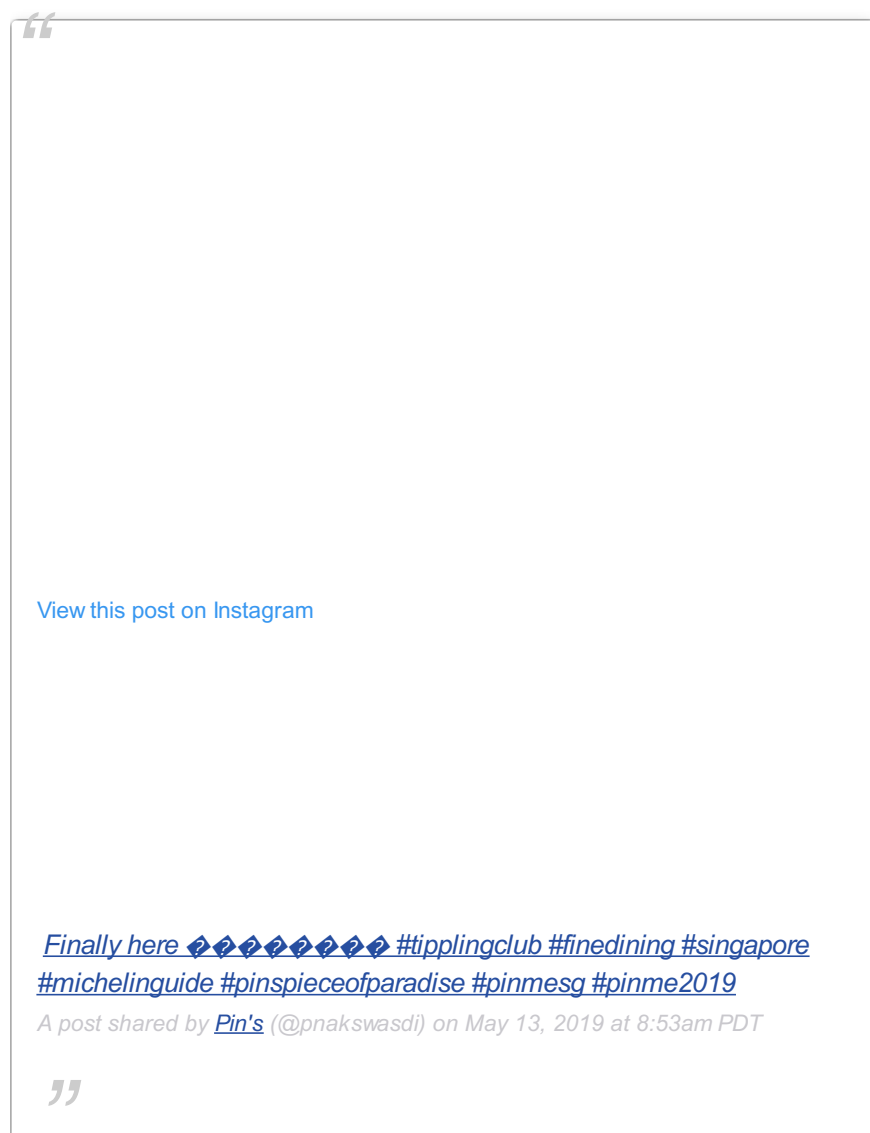 “
View this post on Instagram
Finally here �������� #tipplingclub #finedining #singapore
#michelinguide #pinspieceofparadise #pinmesg #pinme2019
A post shared by Pin's (@pnakswasdi) on May 13, 2019 at 8:53am PDT
”